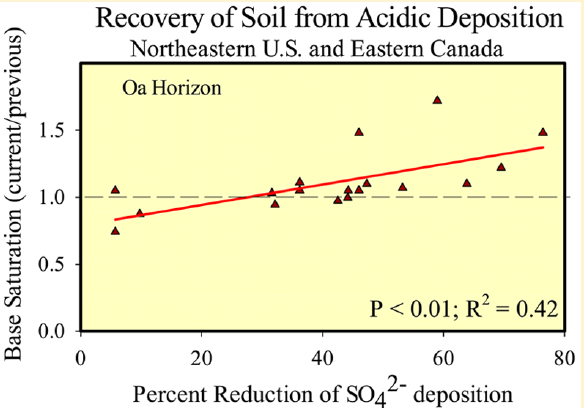 Recovery of Soil from Acidic Deposition
Northeastern U.S. and Eastern Canada
Oa Horizon
Base Saturation (current/previous)
1.5
1.0
0.5
0.0
P < 0.01; R² = 0.42
0 20 40 60 80
Percent Reduction of SO₄²⁻ deposition